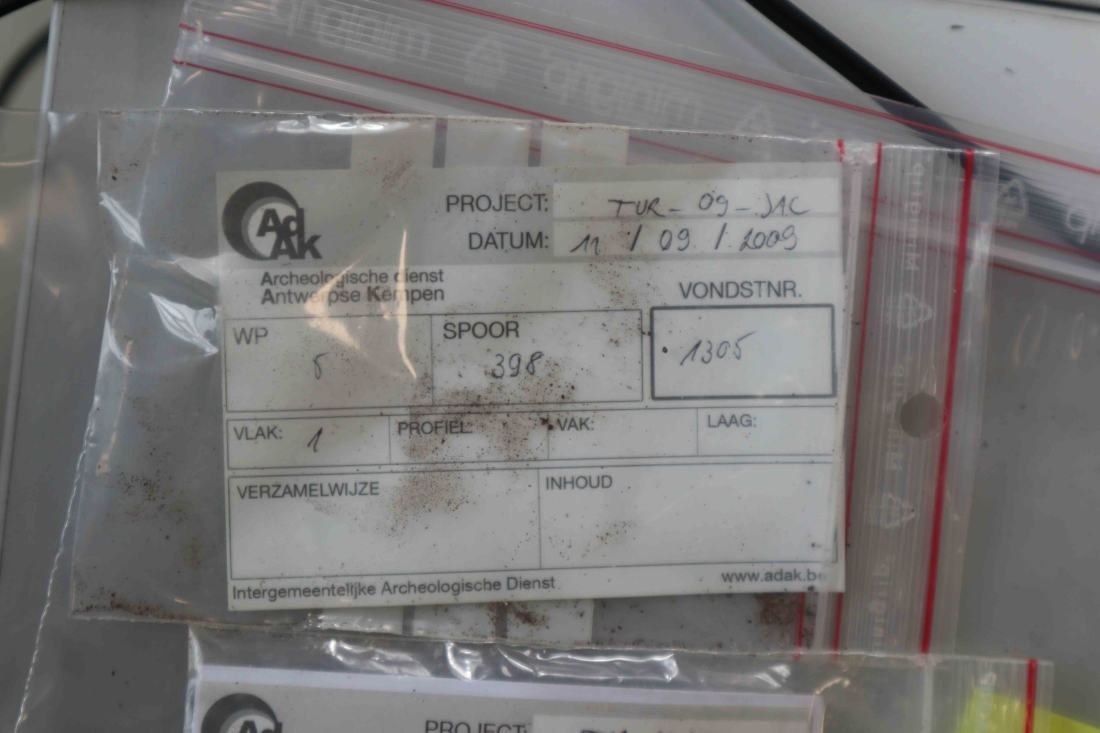 AdAK
Archeologische dienst
Antwerpse Kempen
PROJECT: TUR-09-JAC
DATUM: 11/09/2009
VONDSTNR.
1305
WP
5
SPOOR
398
VLAK: 1
PROFIEL:
VAK:
LAAG:
VERZAMELWIJZE
INHOUD
Intergemeentelijke Archeologische Dienst
www.adak.be
Minigrip
PROJECT: